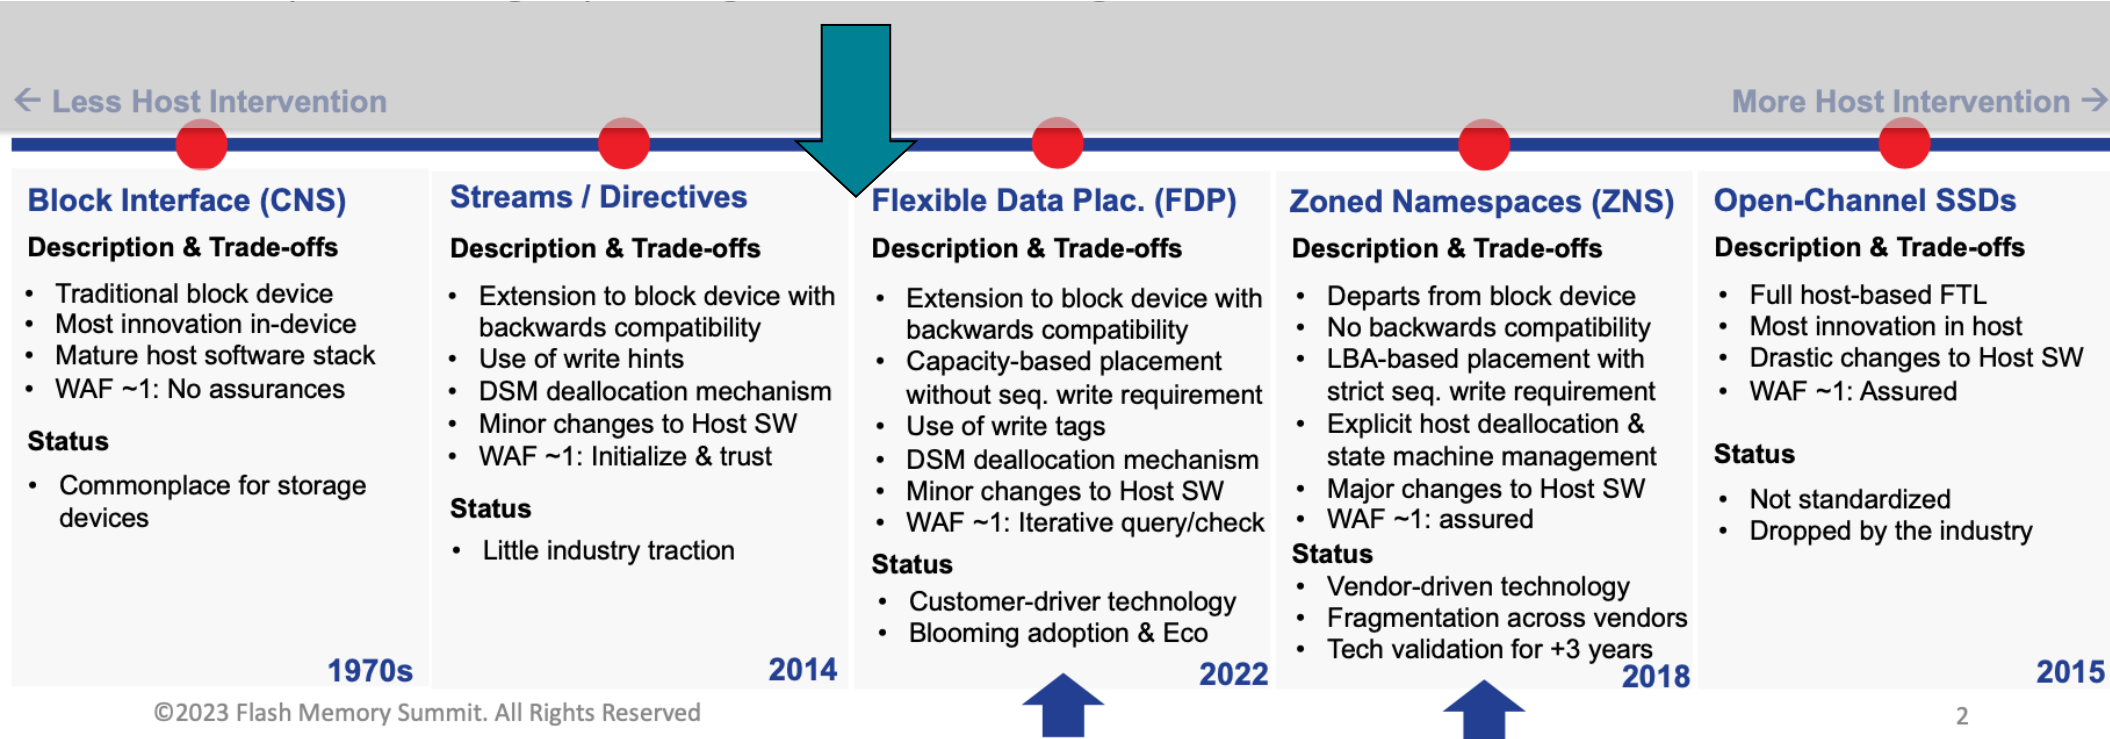 ← Less Host Intervention
More Host Intervention →
Block Interface (CNS)
Description & Trade-offs
• Traditional block device
• Most innovation in-device
• Mature host software stack
• WAF ~1: No assurances
Status
• Commonplace for storage
devices
1970s
Streams / Directives
Description & Trade-offs
• Extension to block device with
backwards compatibility
• Use of write hints
• DSM deallocation mechanism
• Minor changes to Host SW
• WAF ~1: Initialize & trust
Status
• Little industry traction
2014
Flexible Data Plac. (FDP)
Description & Trade-offs
• Extension to block device with
backwards compatibility
• Capacity-based placement
without seq. write requirement
• Use of write tags
• DSM deallocation mechanism
• Minor changes to Host SW
• WAF ~1: Iterative query/check
Status
• Customer-driver technology
• Blooming adoption & Eco
2022
Zoned Namespaces (ZNS)
Description & Trade-offs
• Departs from block device
• No backwards compatibility
• LBA-based placement with
strict seq. write requirement
• Explicit host deallocation &
state machine management
• Major changes to Host SW
• WAF ~1: assured
Status
• Vendor-driven technology
• Fragmentation across vendors
• Tech validation for +3 years
2018
Open-Channel SSDs
Description & Trade-offs
• Full host-based FTL
• Most innovation in host
• Drastic changes to Host SW
• WAF ~1: Assured
Status
• Not standardized
• Dropped by the industry
2015
©2023 Flash Memory Summit. All Rights Reserved
2